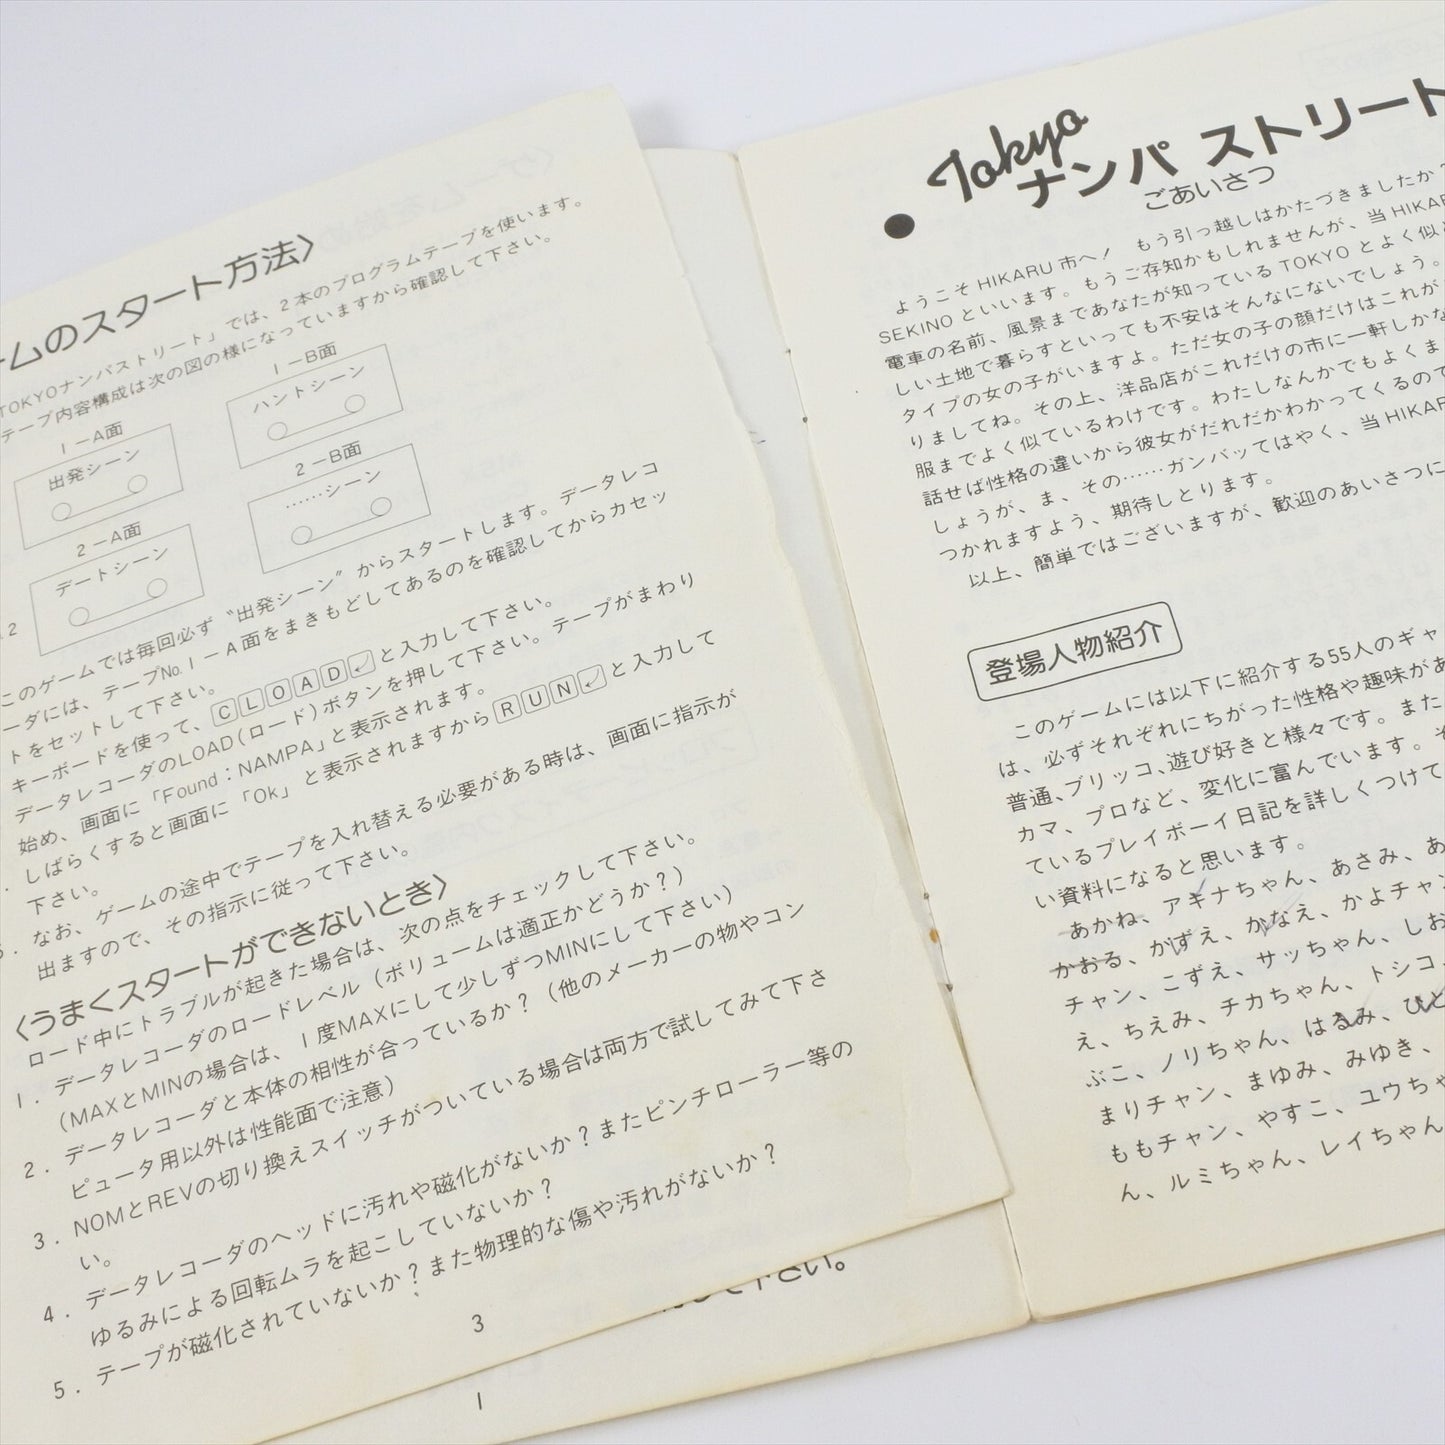 ームのスタート方法〉
TOKYOナンパストリート」では、2本のプログラムテープを使います。
テープ内容構成は次の図の様になっていますから確認して下さい。
1－A面
出発シーン
1－B面
ハントシーン
2－A面
デートシーン
2－B面
……シーン
このゲームでは毎回必ず〝出発シーン〟からスタートします。データレコ
ーダには、テープNo.1－A面をまきもどしてあるのを確認してからカセッ
トをセットして下さい。
キーボードを使って、CLOAD↵と入力して下さい。
データレコーダのLOAD(ロード)ボタンを押して下さい。テープがまわり
始め、画面に「Found：NAMPA」と表示されます。
しばらくすると画面に「Ok」と表示されますからRUN↵と入力して
下さい。
なお、ゲームの途中でテープを入れ替える必要がある時は、画面に指示が
出ますので、その指示に従って下さい。
〈うまくスタートができないとき〉
ロード中にトラブルが起きた場合は、次の点をチェックして下さい。
1．データレコーダのロードレベル（ボリュームは適正かどうか？）
（MAXとMINの場合は、1度MAXにして少しずつMINにして下さい）
2．データレコーダと本体の相性が合っているか？（他のメーカーの物やコン
ピュータ用以外は性能面で注意）
3．NOMとREVの切り換えスイッチがついている場合は両方で試してみて下さ
い。
4．データレコーダのヘッドに汚れや磁化がないか？またピンチローラー等の
ゆるみによる回転ムラを起こしていないか？
5．テープが磁化されていないか？また物理的な傷や汚れがないか？
3
下さい。
1
Tokyo
ナンパ ストリート
● ごあいさつ
ようこそHIKARU市へ！ もう引っ越しはかたづきましたか？
SEKINOといいます。もうご存知かもしれませんが、当HIKAR
電車の名前、風景まであなたが知っているTOKYOとよく似
しい土地で暮らすといっても不安はそんなにないでしょう。
タイプの女の子がいますよ。ただ女の子の顔だけはこれが
りましてね。その上、洋品店がこれだけの市に一軒しかな
服までよく似ているわけです。わたしなんかでもよくま
話せば性格の違いから彼女がだれだかわかってくるので
しょうが、ま、その……ガンバッてはやく、当HIKAR
つかれますよう、期待しとります。
以上、簡単ではございますが、歓迎のあいさつに
登場人物紹介
このゲームには以下に紹介する55人のギャ
は、必ずそれぞれにちがった性格や趣味があ
普通、ブリッコ、遊び好きと様々です。また
カマ、プロなど、変化に富んでいます。そ
ているプレイボーイ日記を詳しくつけて
い資料になると思います。
あかね、アキナちゃん、あさみ、あ
かおる、かずえ、かなえ、かよチャン
チャン、こずえ、サッちゃん、しお
え、ちえみ、チカちゃん、トシコ、
ぶこ、ノリちゃん、はるみ、ひと
まりチャン、まゆみ、みゆき、
ももチャン、やすこ、ユウちゃ
ん、ルミちゃん、レイちゃん